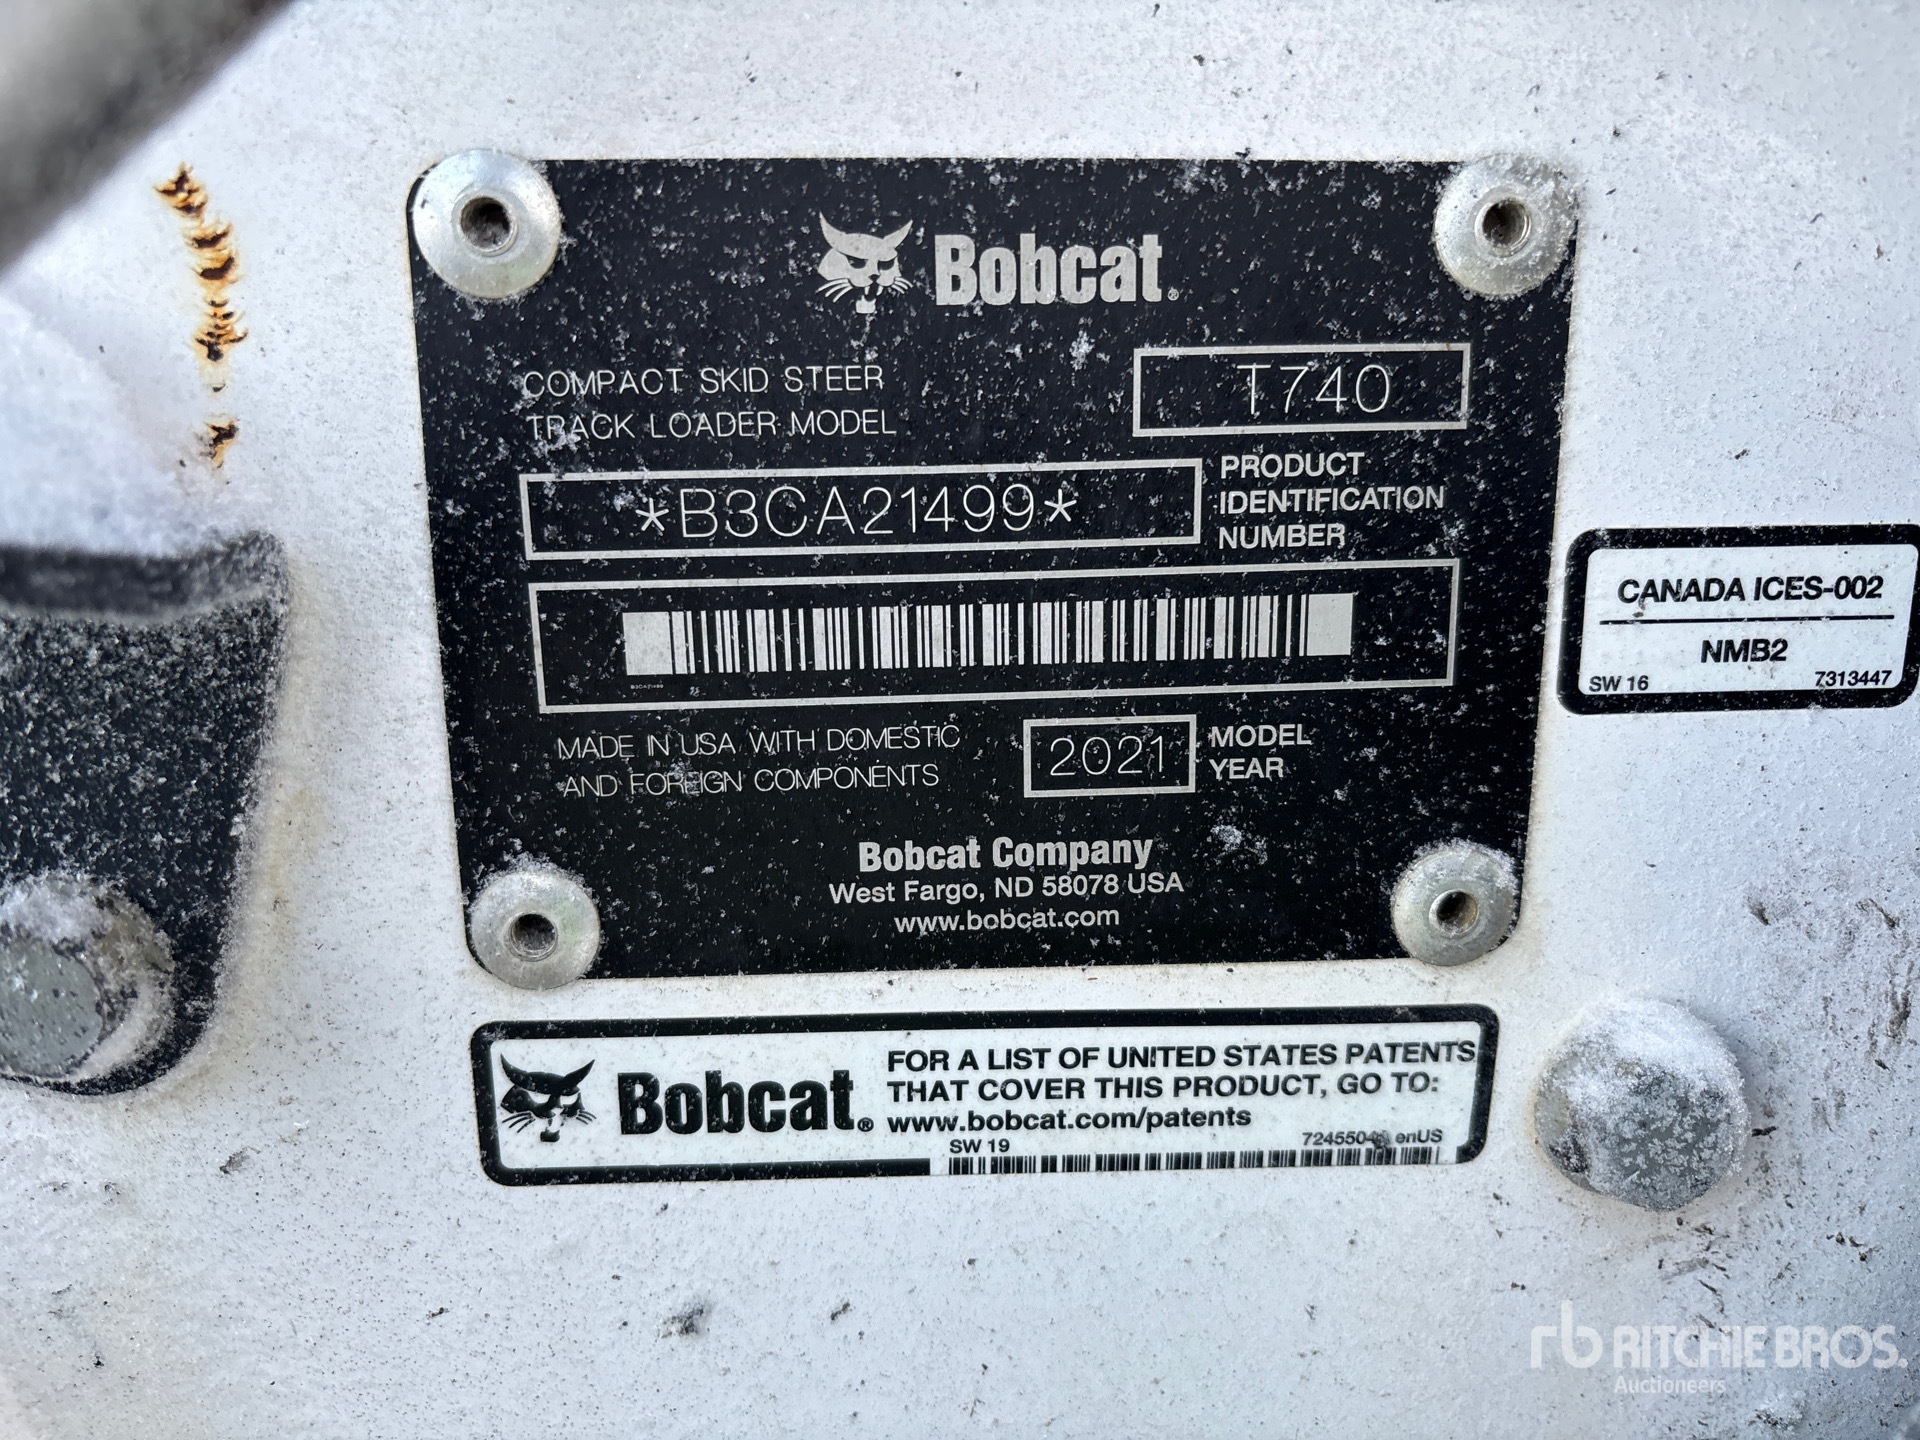 Bobcat®
COMPACT SKID STEER
TRACK LOADER MODEL
T740
*B3CA21499*
PRODUCT
IDENTIFICATION
NUMBER
B3CA21499
MADE IN USA WITH DOMESTIC
AND FOREIGN COMPONENTS
2021
MODEL
YEAR
Bobcat Company
West Fargo, ND 58078 USA
www.bobcat.com
CANADA ICES-002
NMB2
SW 16
7313447
Bobcat®
FOR A LIST OF UNITED STATES PATENTS
THAT COVER THIS PRODUCT, GO TO:
www.bobcat.com/patents
SW 19
enUS
rb RITCHIE BROS.
Auctioneers